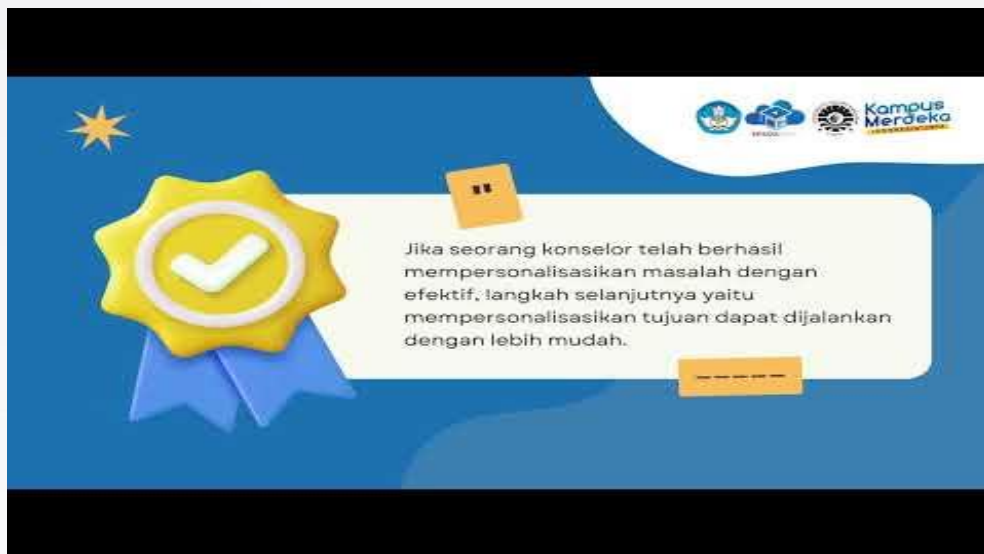 Kampus
Merdeka
"
Jika seorang konselor telah berhasil
mempersonalisasikan masalah dengan
efektif, langkah selanjutnya yaitu
mempersonalisasikan tujuan dapat dijalankan
dengan lebih mudah.
-----